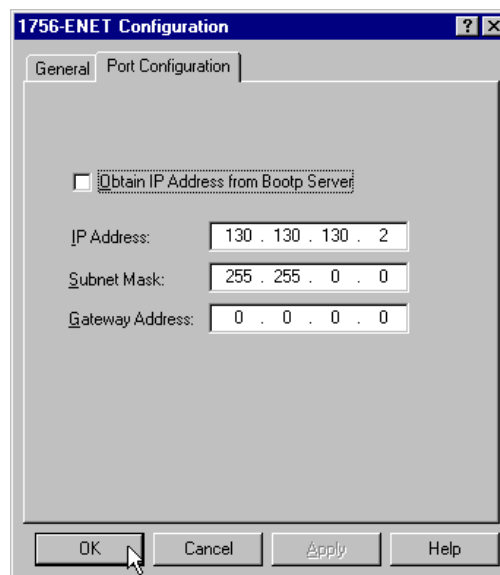 1756-ENET Configuration ? ×
General Port Configuration
Obtain IP Address from Bootp Server
IP Address: 130 . 130 . 130 . 2
Subnet Mask: 255 . 255 . 0 . 0
Gateway Address: 0 . 0 . 0 . 0
OK Cancel Apply Help